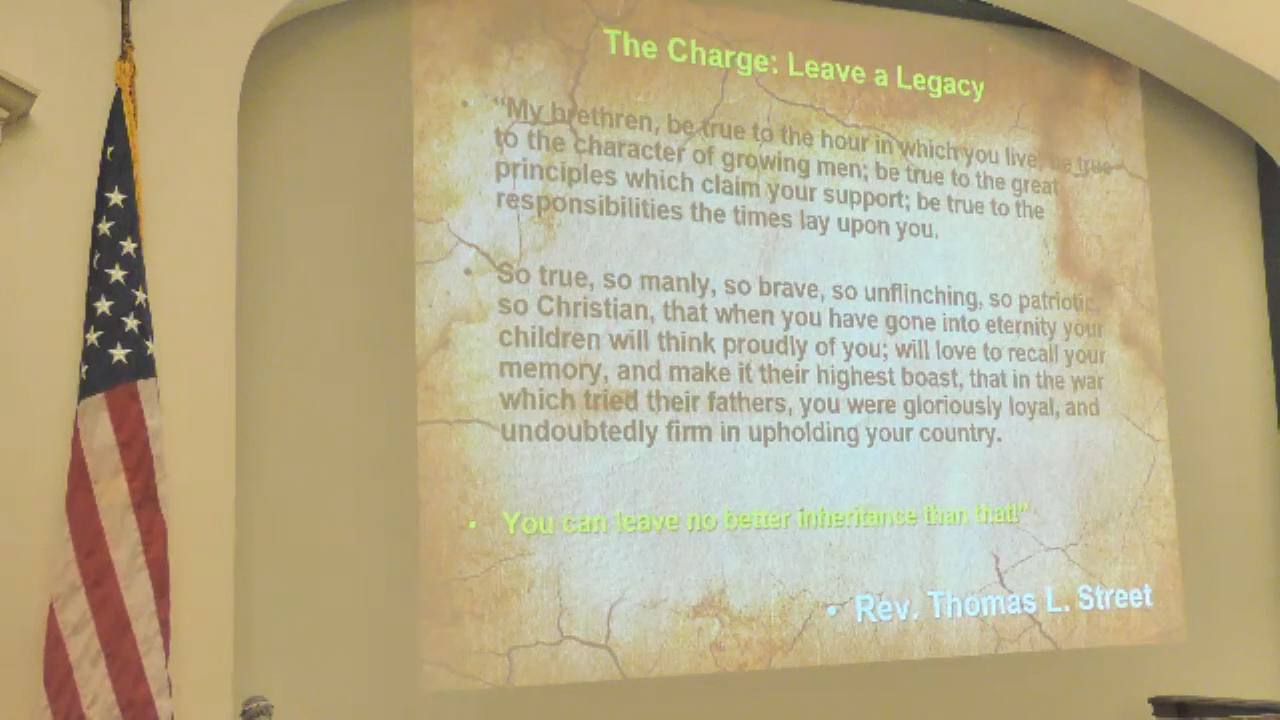 The Charge: Leave a Legacy
• “My brethren, be true to the hour in which you live, be true
to the character of growing men; be true to the great
principles which claim your support; be true to the
responsibilities the times lay upon you.
• So true, so manly, so brave, so unflinching, so patriotic,
so Christian, that when you have gone into eternity your
children will think proudly of you; will love to recall your
memory, and make it their highest boast, that in the war
which tried their fathers, you were gloriously loyal, and
undoubtedly firm in upholding your country.
• You can leave no better inheritance than that!”
• Rev. Thomas L. Street